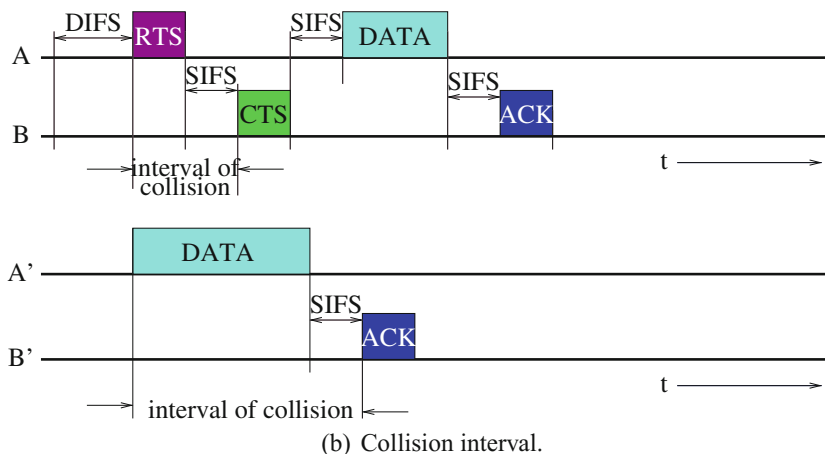 DIFS
RTS
SIFS
DATA
A
SIFS
CTS
SIFS
ACK
B
interval of
collision
t
DATA
A'
SIFS
ACK
B'
t
interval of collision
(b) Collision interval.